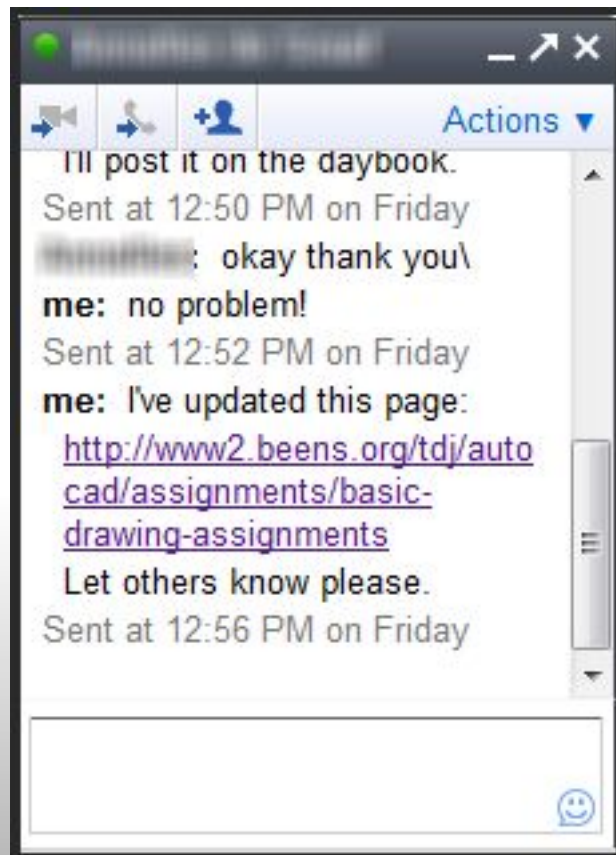 Actions
I'll post it on the daybook.
Sent at 12:50 PM on Friday
: okay thank you\
me: no problem!
Sent at 12:52 PM on Friday
me: I've updated this page:
http://www2.beens.org/tdj/auto
cad/assignments/basic-
drawing-assignments
Let others know please.
Sent at 12:56 PM on Friday